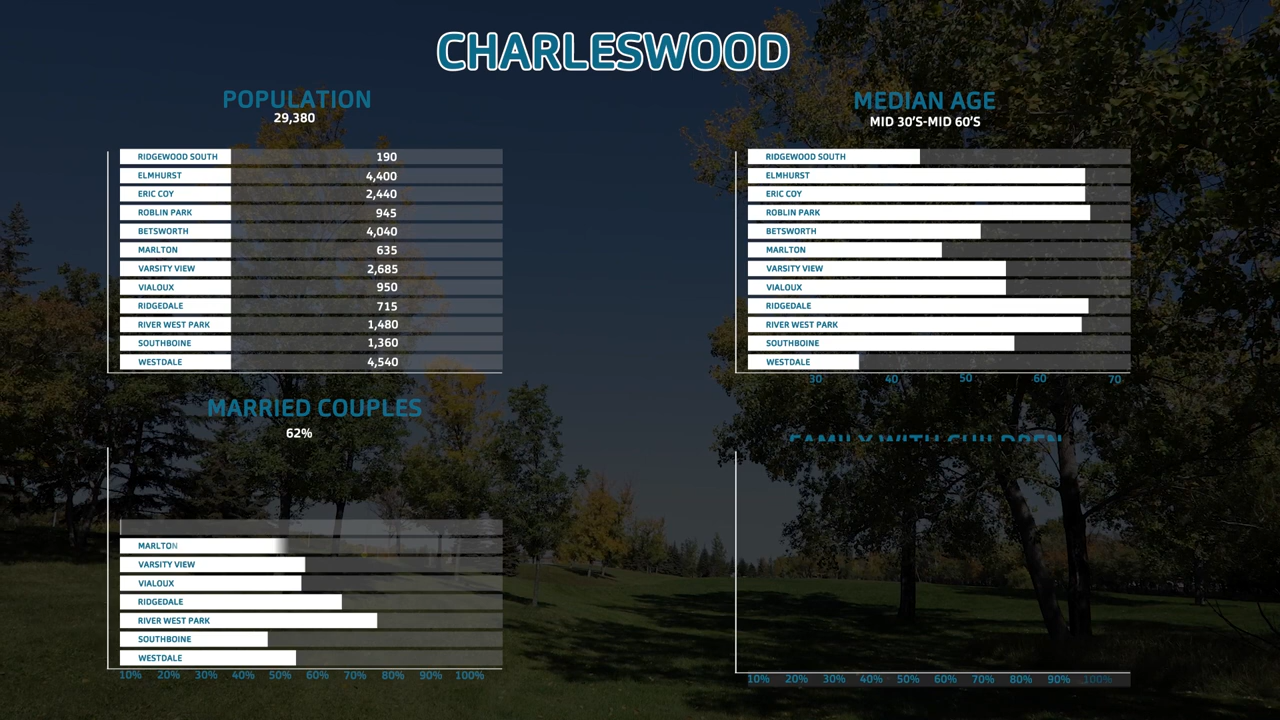 CHARLESWOOD
POPULATION
29,380
RIDGEWOOD SOUTH 190
ELMHURST 4,400
ERIC COY 2,440
ROBLIN PARK 945
BETSWORTH 4,040
MARLTON 635
VARSITY VIEW 2,685
VIALOUX 950
RIDGEDALE 715
RIVER WEST PARK 1,480
SOUTHBOINE 1,360
WESTDALE 4,540
MEDIAN AGE
MID 30'S-MID 60'S
RIDGEWOOD SOUTH
ELMHURST
ERIC COY
ROBLIN PARK
BETSWORTH
MARLTON
VARSITY VIEW
VIALOUX
RIDGEDALE
RIVER WEST PARK
SOUTHBOINE
WESTDALE
30 40 50 60 70
MARRIED COUPLES
62%
MARLTON
VARSITY VIEW
VIALOUX
RIDGEDALE
RIVER WEST PARK
SOUTHBOINE
WESTDALE
10% 20% 30% 40% 50% 60% 70% 80% 90% 100%
FAMILY WITH CHILDREN
10% 20% 30% 40% 50% 60% 70% 80% 90% 100%